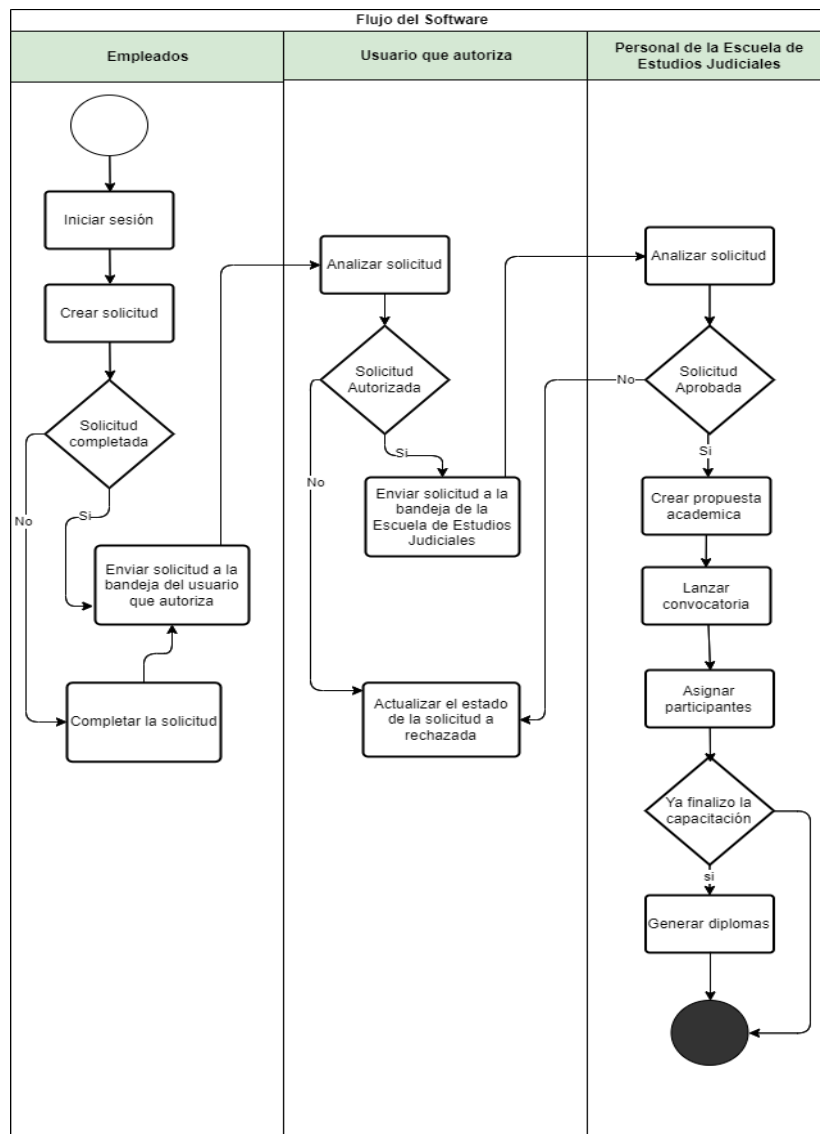 Flujo del Software
Empleados
Usuario que autoriza
Personal de la Escuela de
Estudios Judiciales
Iniciar sesión
Crear solicitud
Solicitud
completada
No
Si
Enviar solicitud a la
bandeja del usuario
que autoriza
Completar la solicitud
Analizar solicitud
Solicitud
Autorizada
Si
No
Enviar solicitud a la
bandeja de la
Escuela de Estudios
Judiciales
Actualizar el estado
de la solicitud a
rechazada
Analizar solicitud
Solicitud
Aprobada
No
Si
Crear propuesta
academica
Lanzar
convocatoria
Asignar
participantes
Ya finalizo la
capacitación
si
Generar diplomas